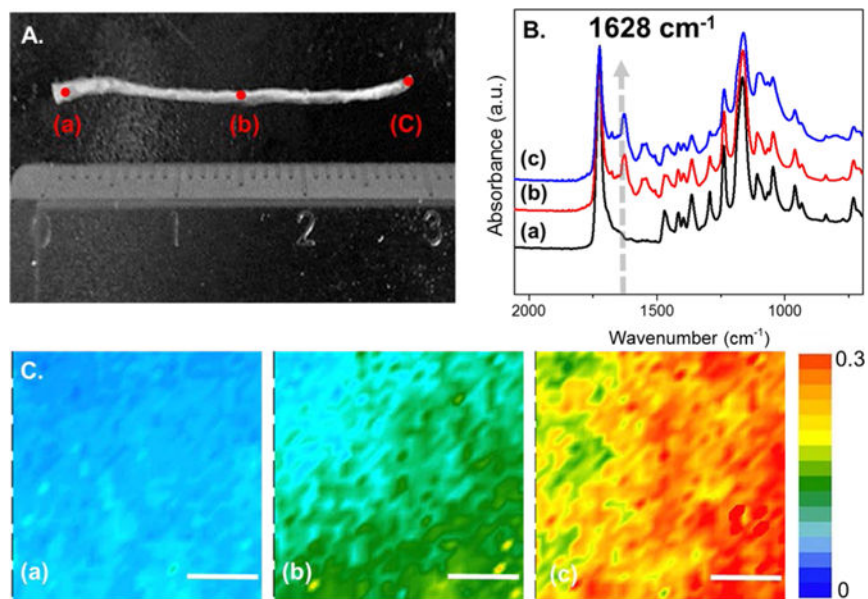 A.
(a)
(b)
(C)
0 1 2 3
B.
1628 cm-1
Absorbance (a.u.)
(c)
(b)
(a)
2000 1500 1000
Wavenumber (cm-1)
C.
(a)
(b)
(c)
0.3
0